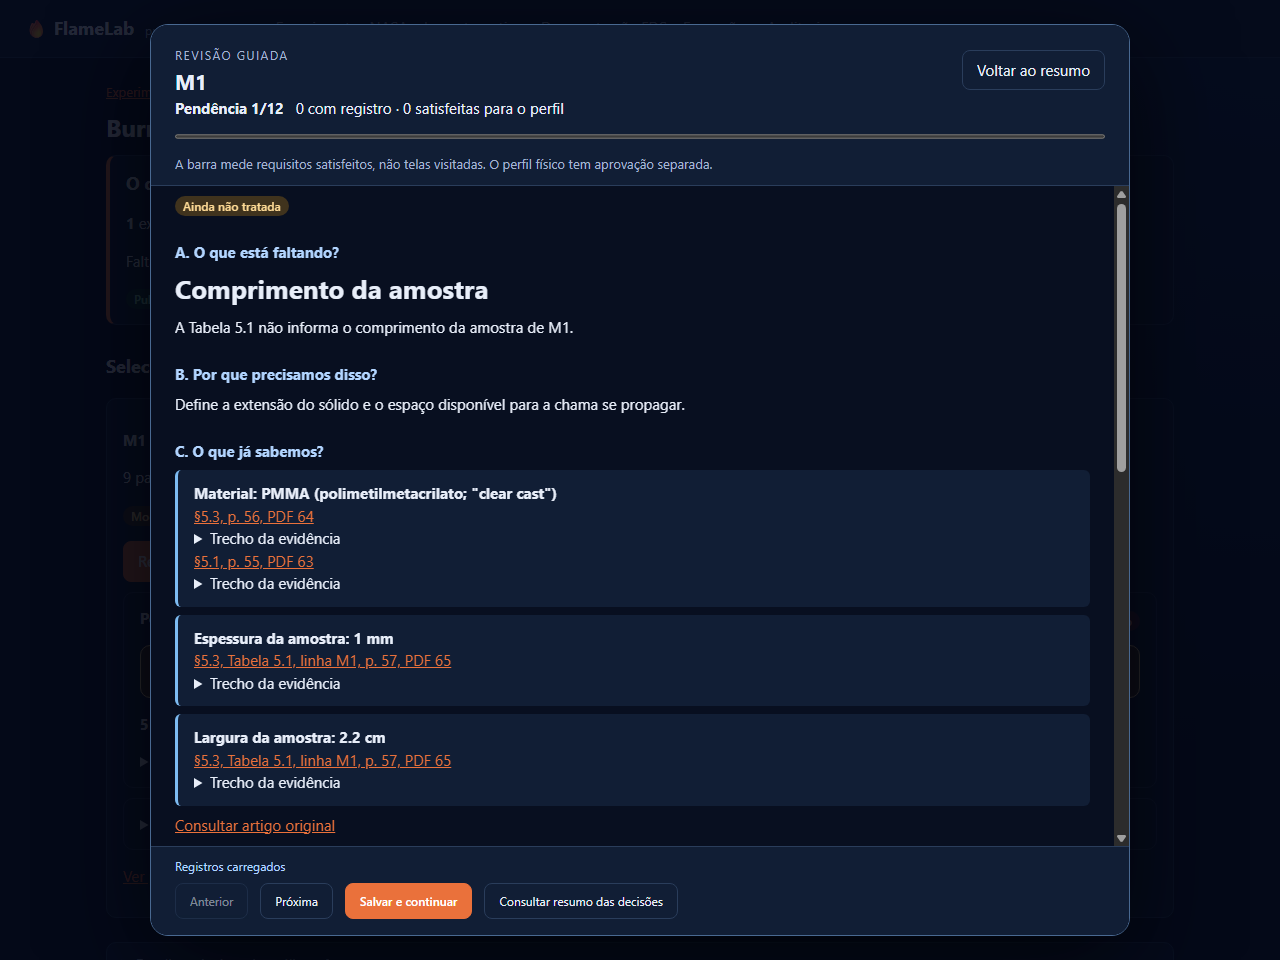 FlameLab
REVISÃO GUIADA
M1
Pendência 1/12 0 com registro · 0 satisfeitas para o perfil
Voltar ao resumo
A barra mede requisitos satisfeitos, não telas visitadas. O perfil físico tem aprovação separada.
Ainda não tratada
A. O que está faltando?
Comprimento da amostra
A Tabela 5.1 não informa o comprimento da amostra de M1.
B. Por que precisamos disso?
Define a extensão do sólido e o espaço disponível para a chama se propagar.
C. O que já sabemos?
Material: PMMA (polimetilmetacrilato; "clear cast")
§5.3, p. 56, PDF 64
Trecho da evidência
§5.1, p. 55, PDF 63
Trecho da evidência
Espessura da amostra: 1 mm
§5.3, Tabela 5.1, linha M1, p. 57, PDF 65
Trecho da evidência
Largura da amostra: 2.2 cm
§5.3, Tabela 5.1, linha M1, p. 57, PDF 65
Trecho da evidência
Consultar artigo original
Registros carregados
Anterior
Próxima
Salvar e continuar
Consultar resumo das decisões
M1